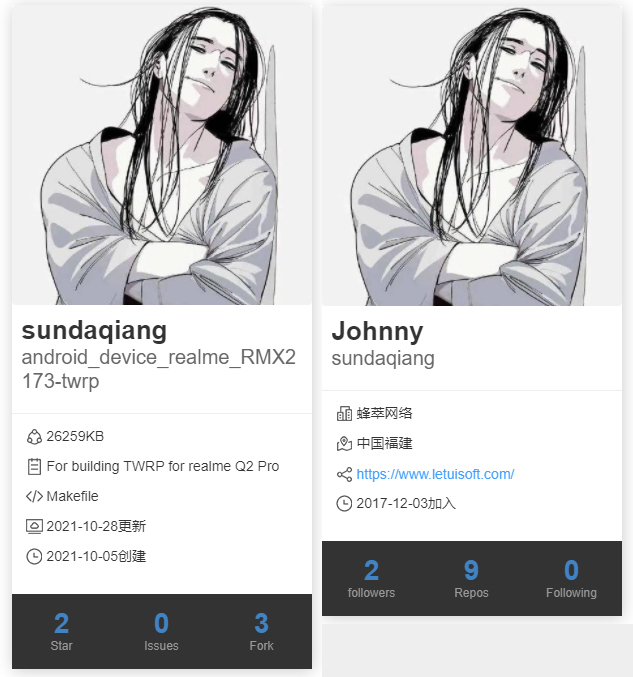 sundaqiang
android_device_realme_RMX2
173-twrp
26259KB
For building TWRP for realme Q2 Pro
Makefile
2021-10-28更新
2021-10-05创建
2
Star
0
Issues
3
Fork
Johnny
sundaqiang
蜂萃网络
中国福建
https://www.letuisoft.com/
2017-12-03加入
2
followers
9
Repos
0
Following